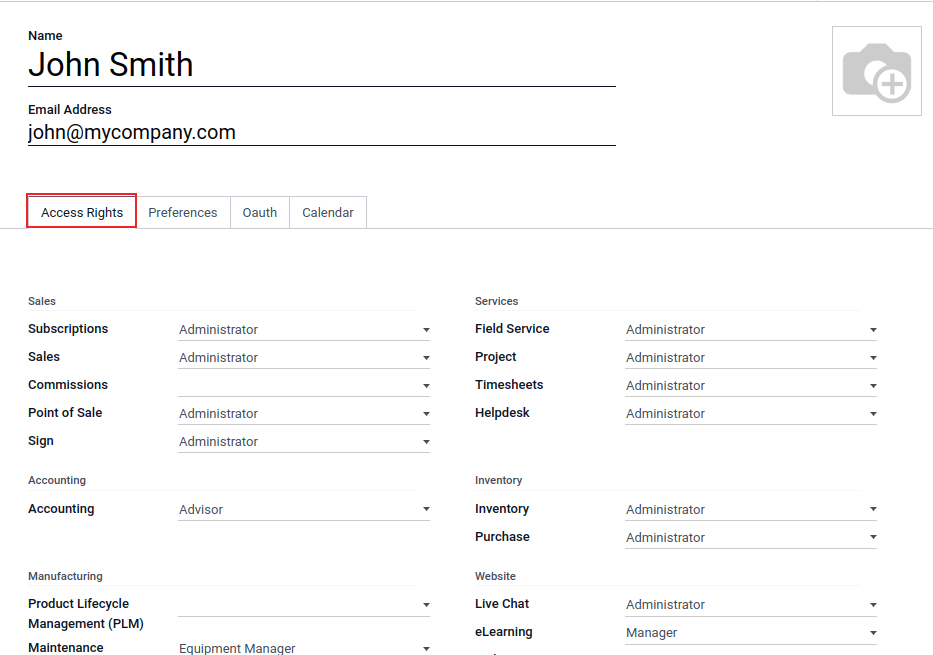 Name
John Smith
Email Address
john@mycompany.com
Access Rights Preferences Oauth Calendar
Sales
Subscriptions Administrator
Sales Administrator
Commissions
Point of Sale Administrator
Sign Administrator
Services
Field Service Administrator
Project Administrator
Timesheets Administrator
Helpdesk Administrator
Accounting
Accounting Advisor
Inventory
Inventory Administrator
Purchase Administrator
Manufacturing
Product Lifecycle
Management (PLM)
Maintenance Equipment Manager
Website
Live Chat Administrator
eLearning Manager